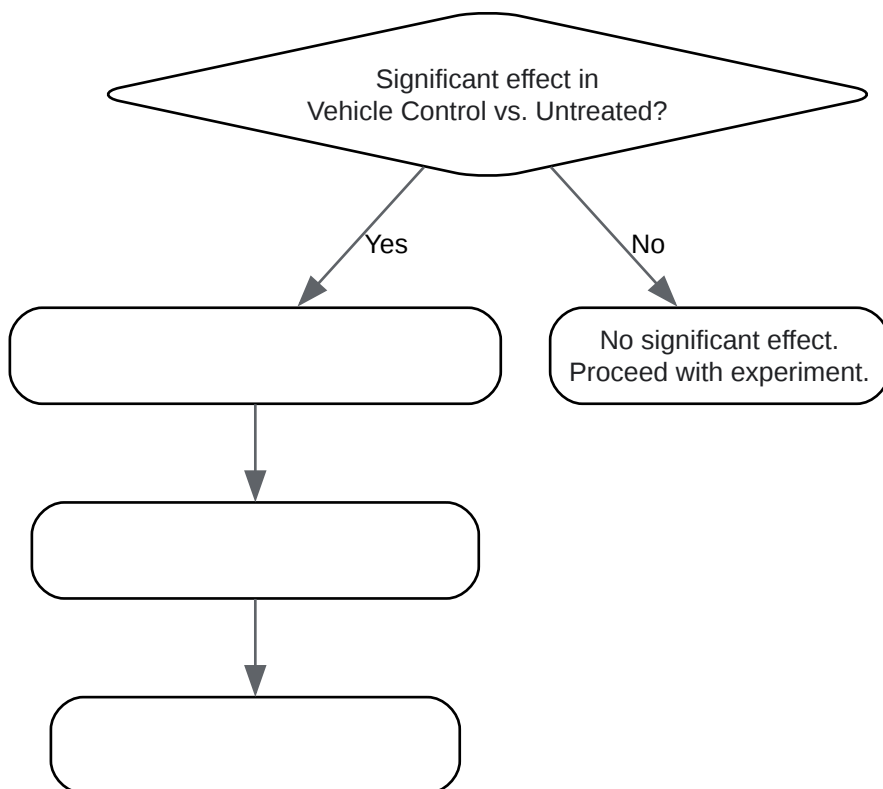 Significant effect in
Vehicle Control vs. Untreated?
Yes
No
No significant effect.
Proceed with experiment.